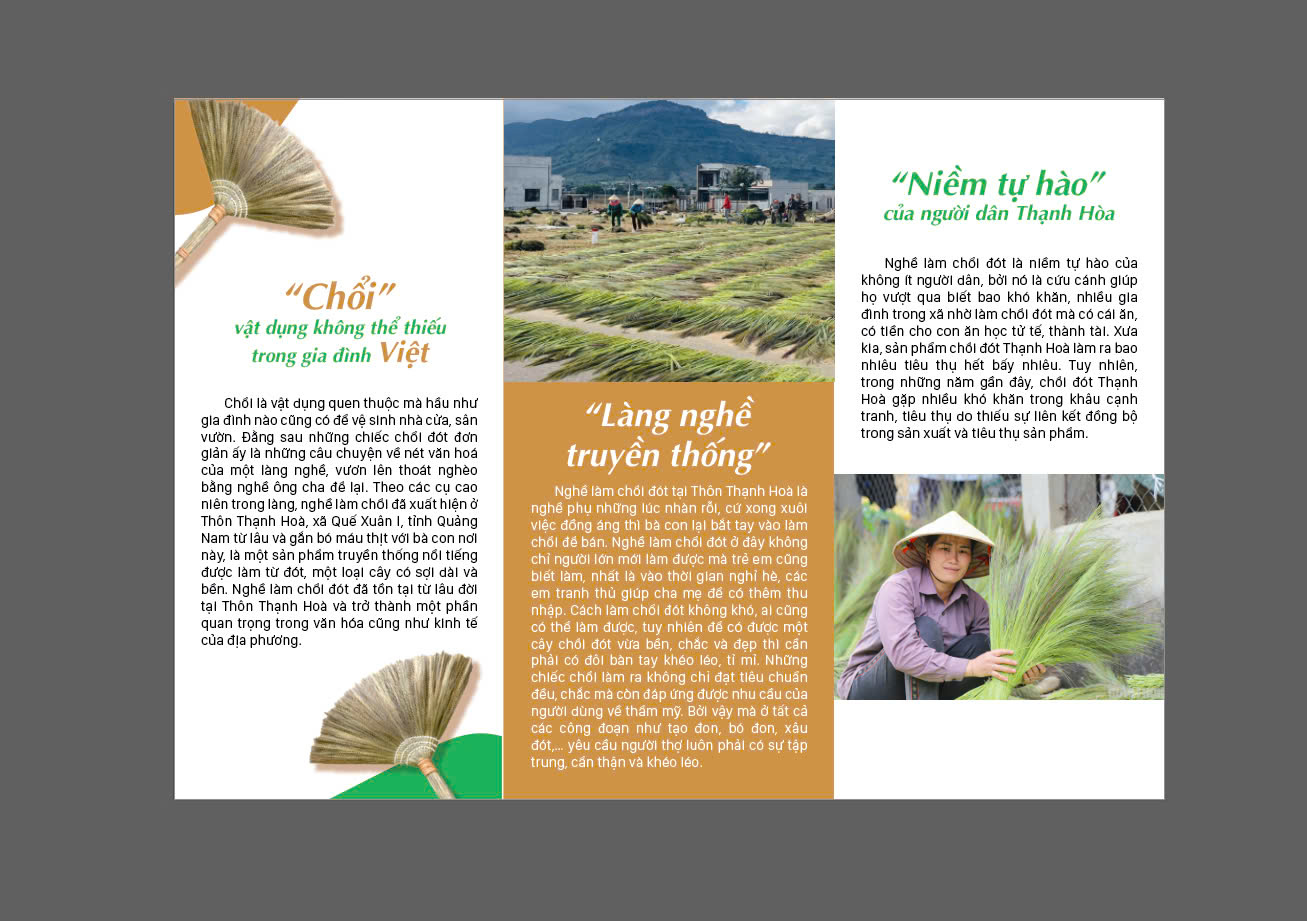 “Chổi”
vật dụng không thể thiếu
trong gia đình Việt
Chổi là vật dụng quen thuộc mà hầu như
gia đình nào cũng có để vệ sinh nhà cửa, sân
vườn. Đằng sau những chiếc chổi đót đơn
giản ấy là những câu chuyện về nét văn hoá
của một làng nghề, vươn lên thoát nghèo
bằng nghề ông cha để lại. Theo các cụ cao
niên trong làng, nghề làm chổi đã xuất hiện ở
Thôn Thạnh Hoà, xã Quế Xuân I, tỉnh Quảng
Nam từ lâu và gắn bó máu thịt với bà con nơi
này, là một sản phẩm truyền thống nổi tiếng
được làm từ đót, một loại cây có sợi dài và
bền. Nghề làm chổi đót đã tồn tại từ lâu đời
tại Thôn Thạnh Hoà và trở thành một phần
quan trọng trong văn hóa cũng như kinh tế
của địa phương.
“Làng nghề
truyền thống”
Nghề làm chổi đót tại Thôn Thạnh Hoà là
nghề phụ những lúc nhàn rỗi, cứ xong xuôi
việc đồng áng thì bà con lại bắt tay vào làm
chổi để bán. Nghề làm chổi đót ở đây không
chỉ người lớn mới làm được mà trẻ em cũng
biết làm, nhất là vào thời gian nghỉ hè, các
em tranh thủ giúp cha mẹ để có thêm thu
nhập. Cách làm chổi đót không khó, ai cũng
có thể làm được, tuy nhiên để có được một
cây chổi đót vừa bền, chắc và đẹp thì cần
phải có đôi bàn tay khéo léo, tỉ mỉ. Những
chiếc chổi làm ra không chỉ đạt tiêu chuẩn
đều, chắc mà còn đáp ứng được nhu cầu của
người dùng về thẩm mỹ. Bởi vậy mà ở tất cả
các công đoạn như tạo đon, bó đon, xâu
đót,... yêu cầu người thợ luôn phải có sự tập
trung, cẩn thận và khéo léo.
“Niềm tự hào”
của người dân Thạnh Hòa
Nghề làm chổi đót là niềm tự hào của
không ít người dân, bởi nó là cứu cánh giúp
họ vượt qua biết bao khó khăn, nhiều gia
đình trong xã nhờ làm chổi đót mà có cái ăn,
có tiền cho con ăn học tử tế, thành tài. Xưa
kia, sản phẩm chổi đót Thạnh Hoà làm ra bao
nhiêu tiêu thụ hết bấy nhiêu. Tuy nhiên,
trong những năm gần đây, chổi đót Thạnh
Hoà gặp nhiều khó khăn trong khâu cạnh
tranh, tiêu thụ do thiếu sự liên kết đồng bộ
trong sản xuất và tiêu thụ sản phẩm.